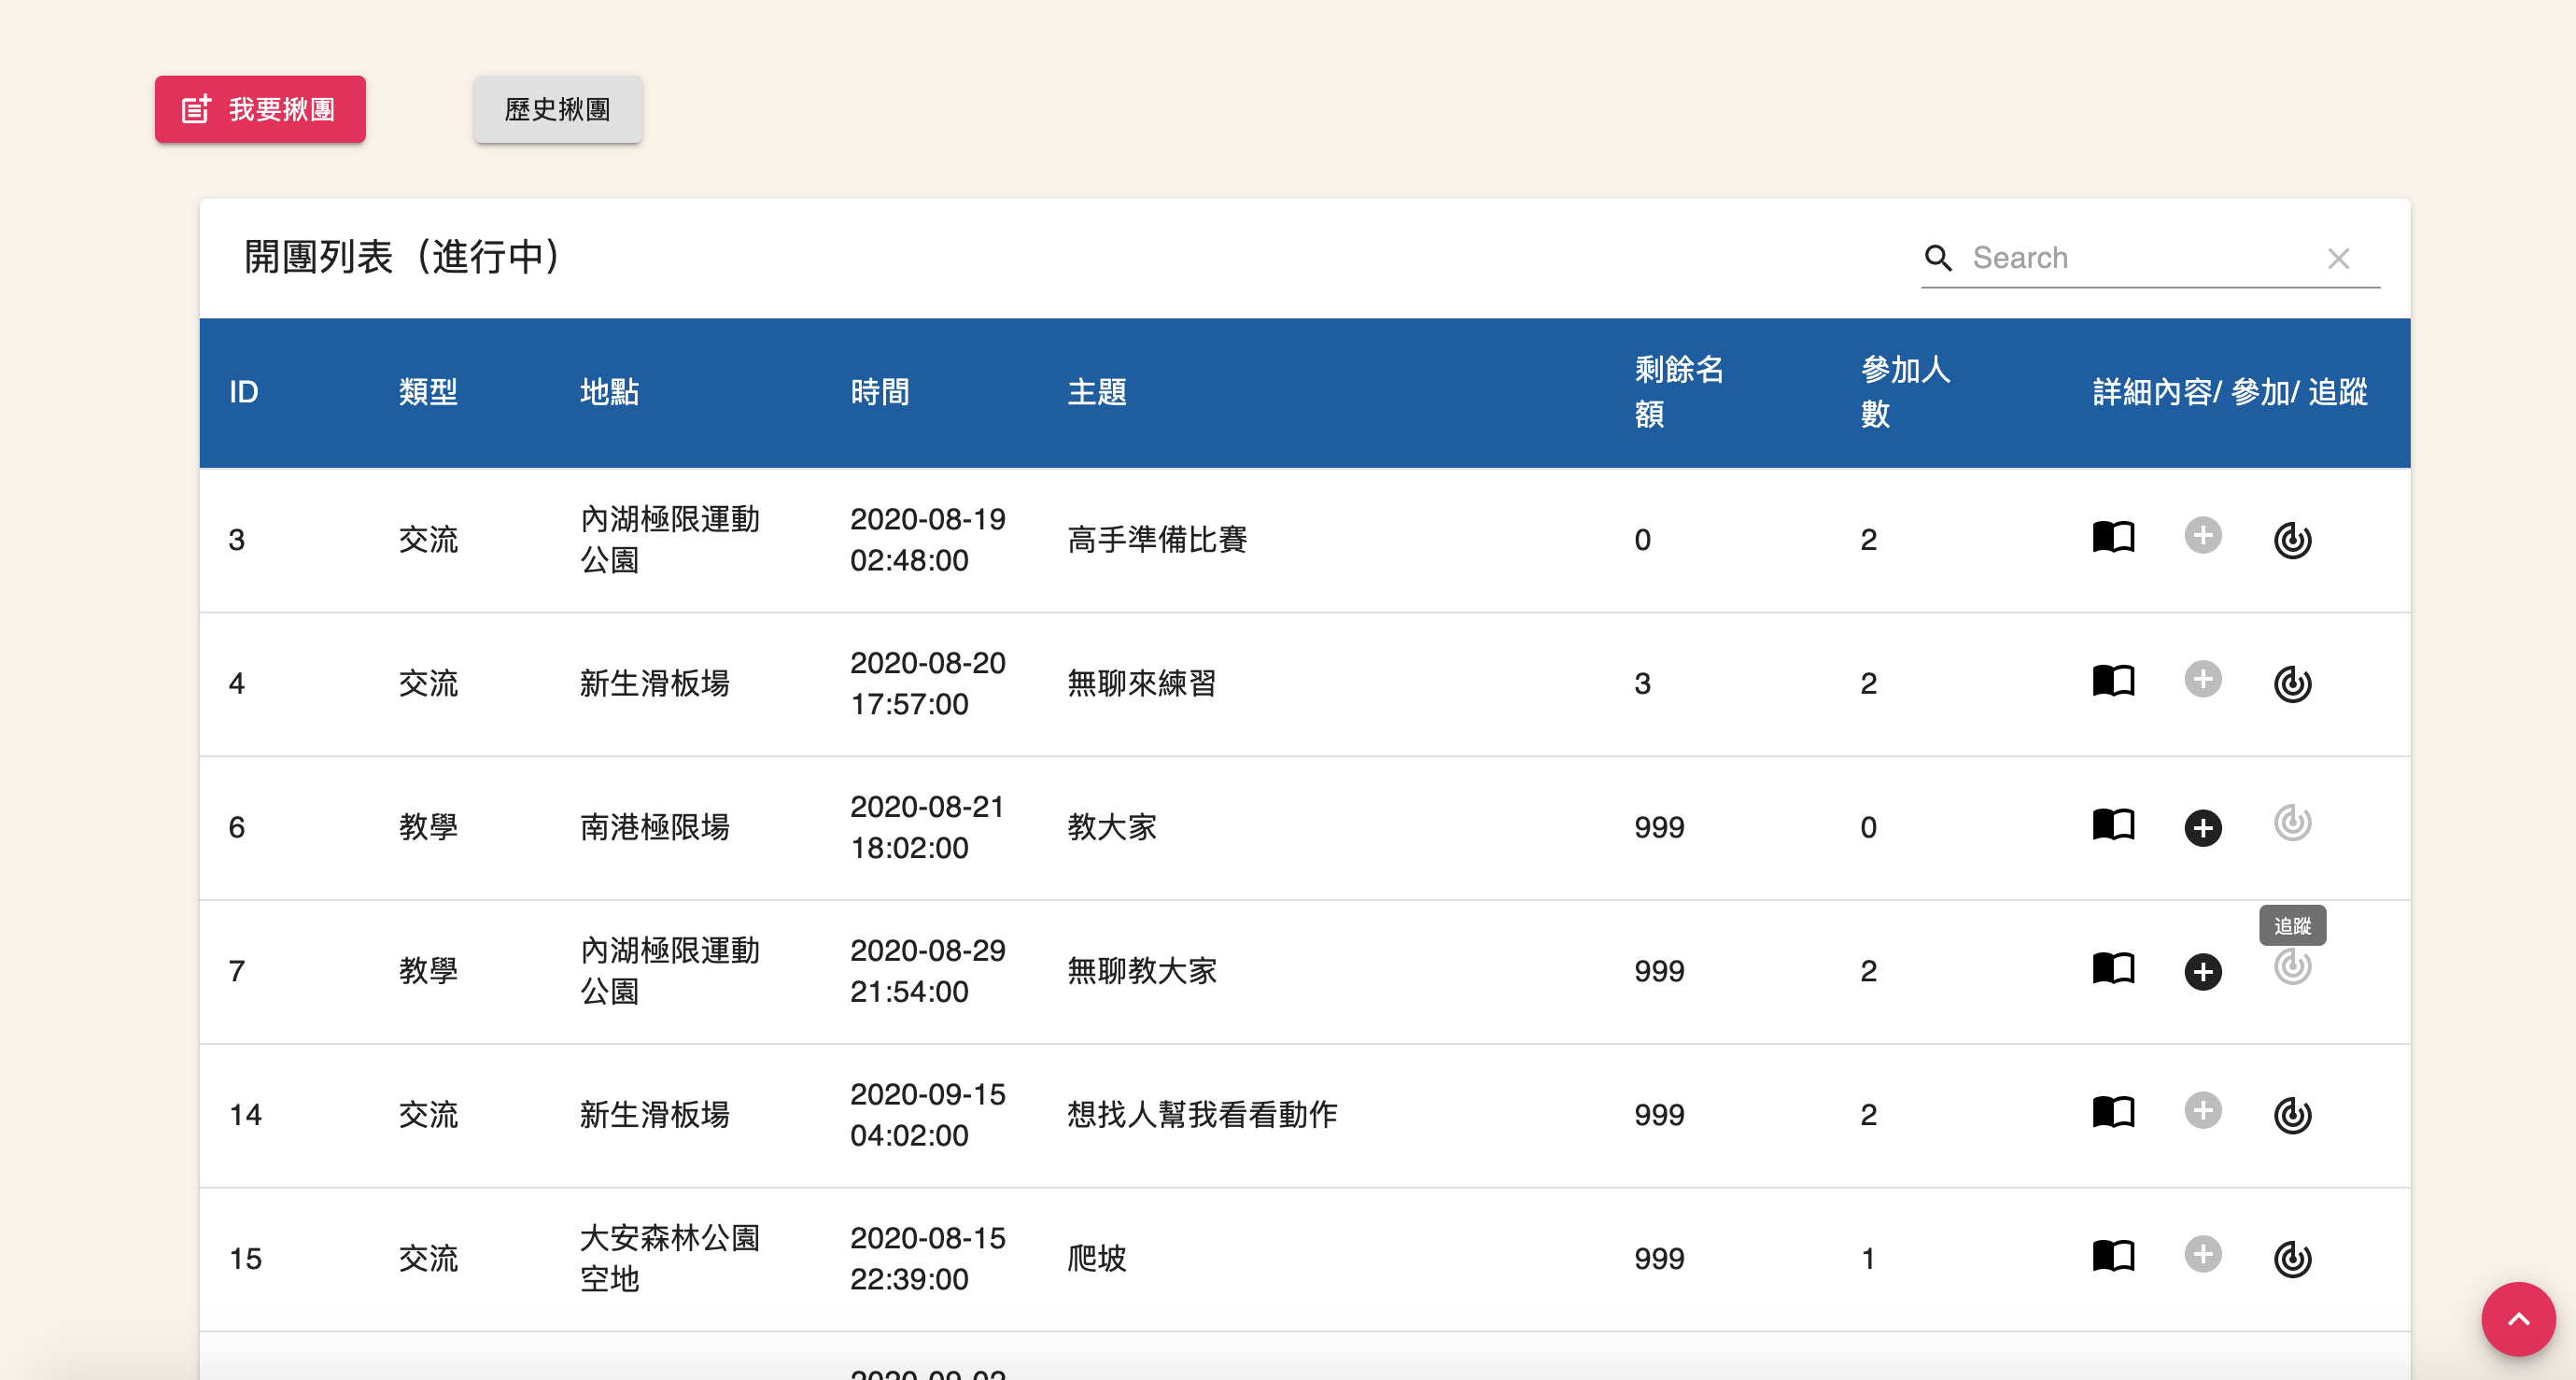 我要揪團
歷史揪團
開團列表（進行中）
Search
ID 類型 地點 時間 主題 剩餘名額 參加人數 詳細內容/ 參加/ 追蹤
3 交流 內湖極限運動公園 2020-08-19 02:48:00 高手準備比賽 0 2
4 交流 新生滑板場 2020-08-20 17:57:00 無聊來練習 3 2
6 教學 南港極限場 2020-08-21 18:02:00 教大家 999 0
追蹤
7 教學 內湖極限運動公園 2020-08-29 21:54:00 無聊教大家 999 2
14 交流 新生滑板場 2020-09-15 04:02:00 想找人幫我看看動作 999 2
15 交流 大安森林公園空地 2020-08-15 22:39:00 爬坡 999 1